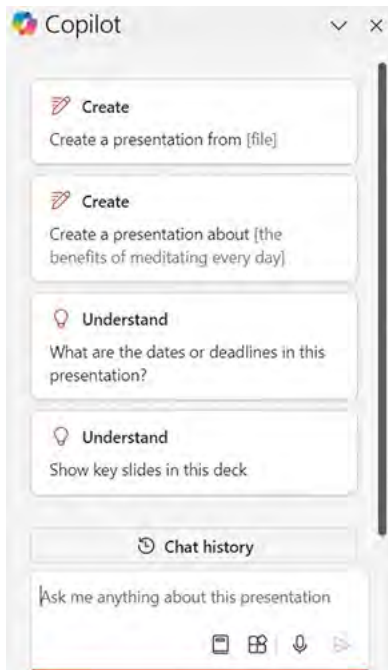 Copilot
Create
Create a presentation from [file]
Create
Create a presentation about [the
benefits of meditating every day]
Understand
What are the dates or deadlines in this
presentation?
Understand
Show key slides in this deck
Chat history
Ask me anything about this presentation